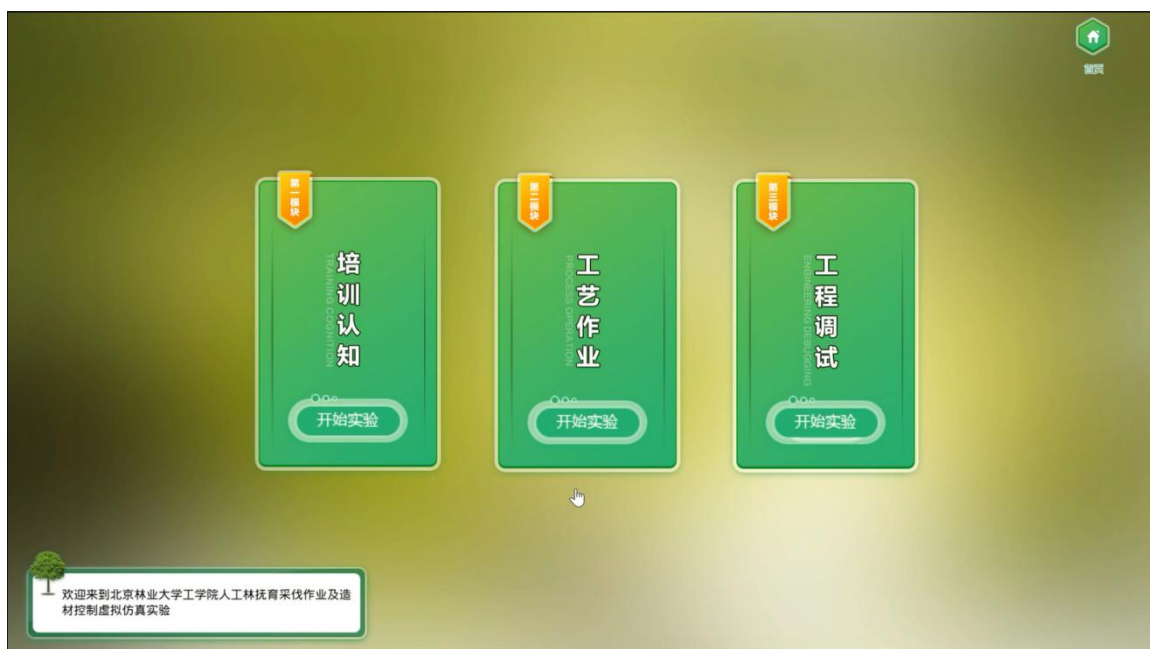 首页
第一模块
培训认知
TRAINING COGNITION
开始实验
第二模块
工艺作业
PROCESS OPERATION
开始实验
第三模块
工程调试
ENGINEERING DEBUGGING
开始实验
欢迎来到北京林业大学工学院人工林抚育采伐作业及造
材控制虚拟仿真实验